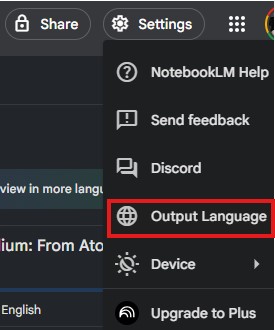 Share
Settings
NotebookLM Help
Send feedback
Discord
view in more langu
Output Language
lium: From Ato
Device
English
Upgrade to Plus